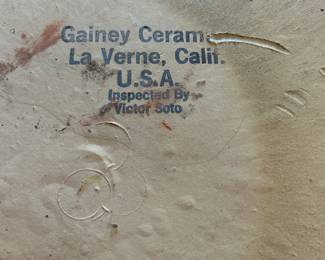 Gainey Ceram
La Verne, Calif.
U.S.A.
Inspected By
Victor Soto